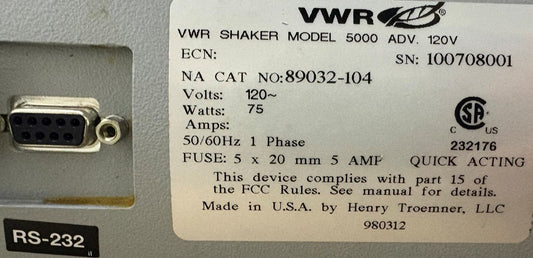 VWR
VWR SHAKER MODEL 5000 ADV. 120V
ECN: SN: 100708001
NA CAT NO: 89032-104
Volts: 120~
Watts: 75
Amps:
50/60Hz 1 Phase
C US
232176
FUSE: 5 x 20 mm 5 AMP QUICK ACTING
This device complies with part 15 of
the FCC Rules. See manual for details.
Made in U.S.A. by Henry Troemner, LLC
980312
RS-232